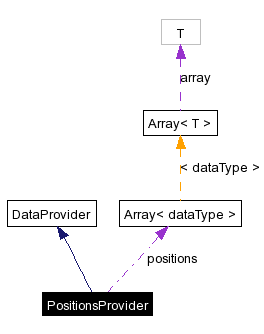 T
array
Array< T >
< dataType >
DataProvider
Array< dataType >
positions
PositionsProvider